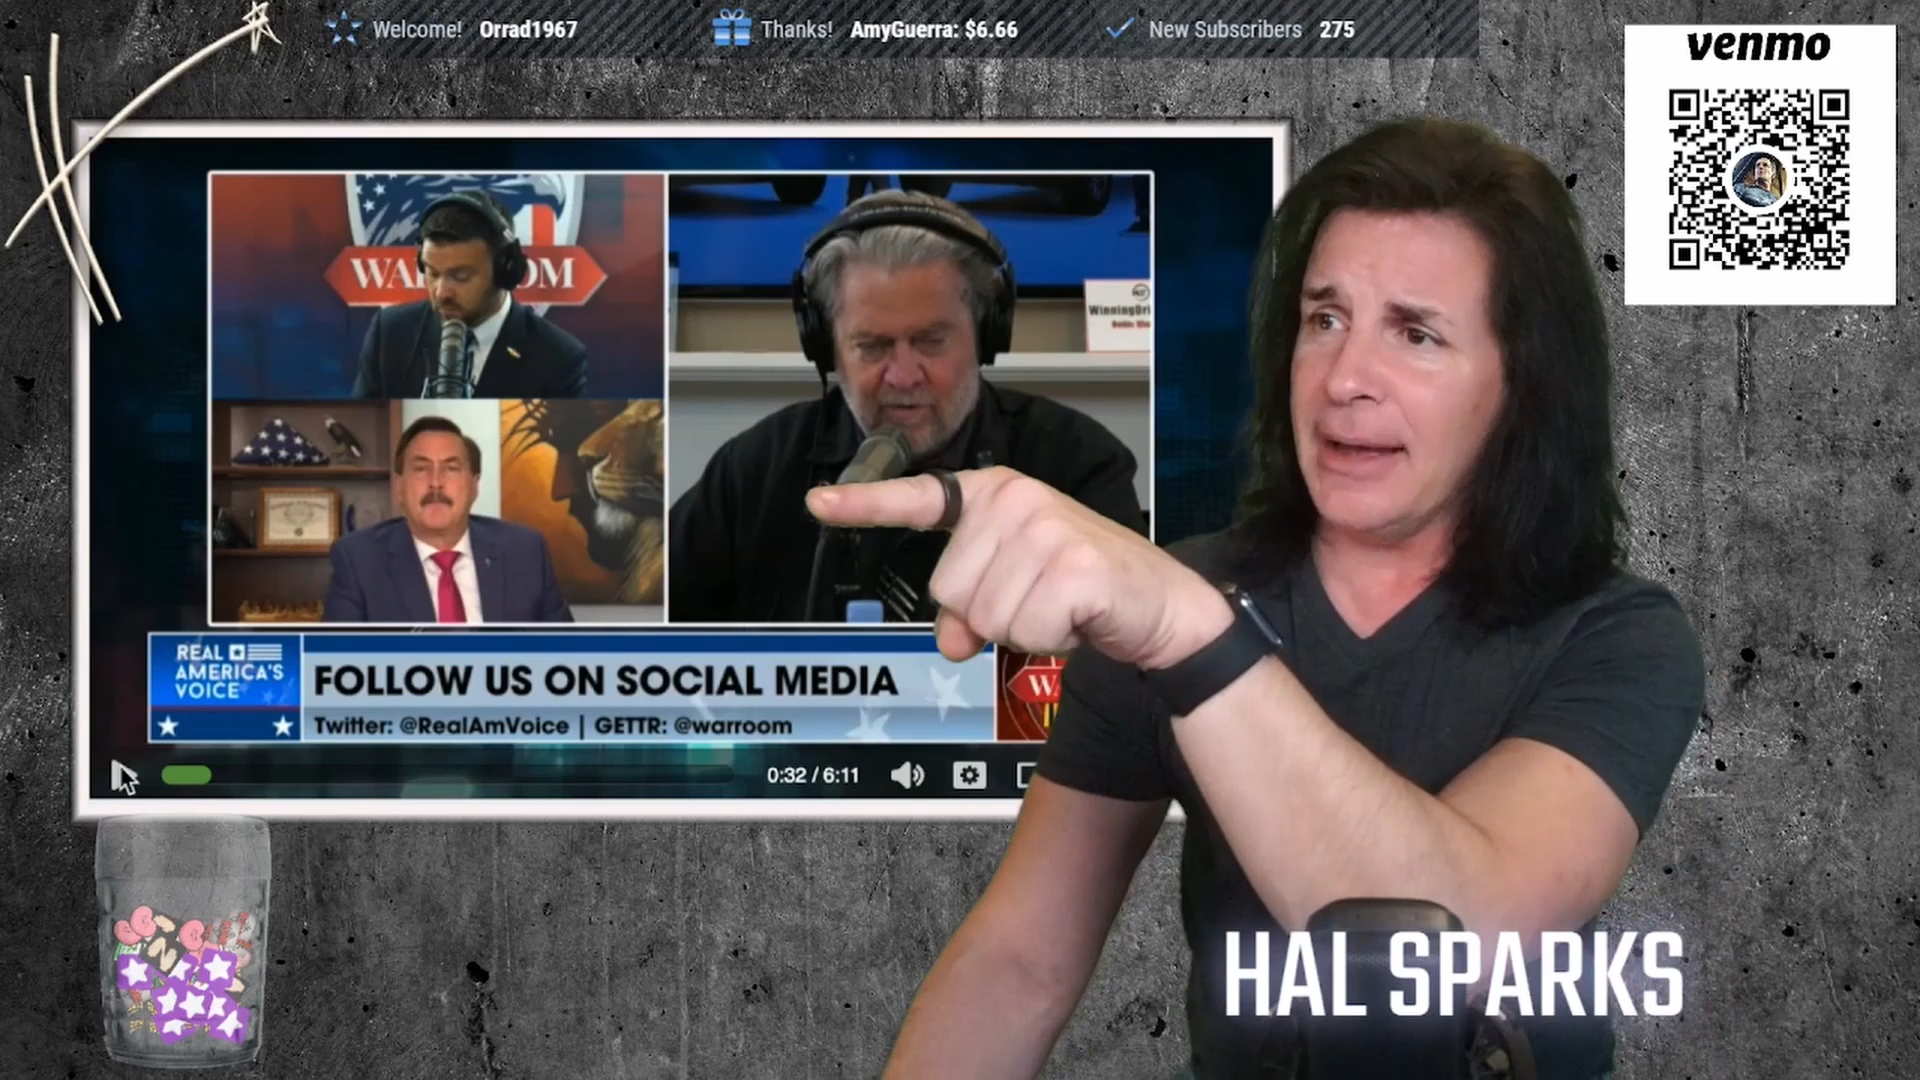 Welcome! Orrad1967
Thanks! AmyGuerra: $6.66
New Subscribers 275
venmo
REAL
AMERICA'S
VOICE
FOLLOW US ON SOCIAL MEDIA
Twitter: @RealAmVoice | GETTR: @warroom
0:32 / 6:11
HAL SPARKS